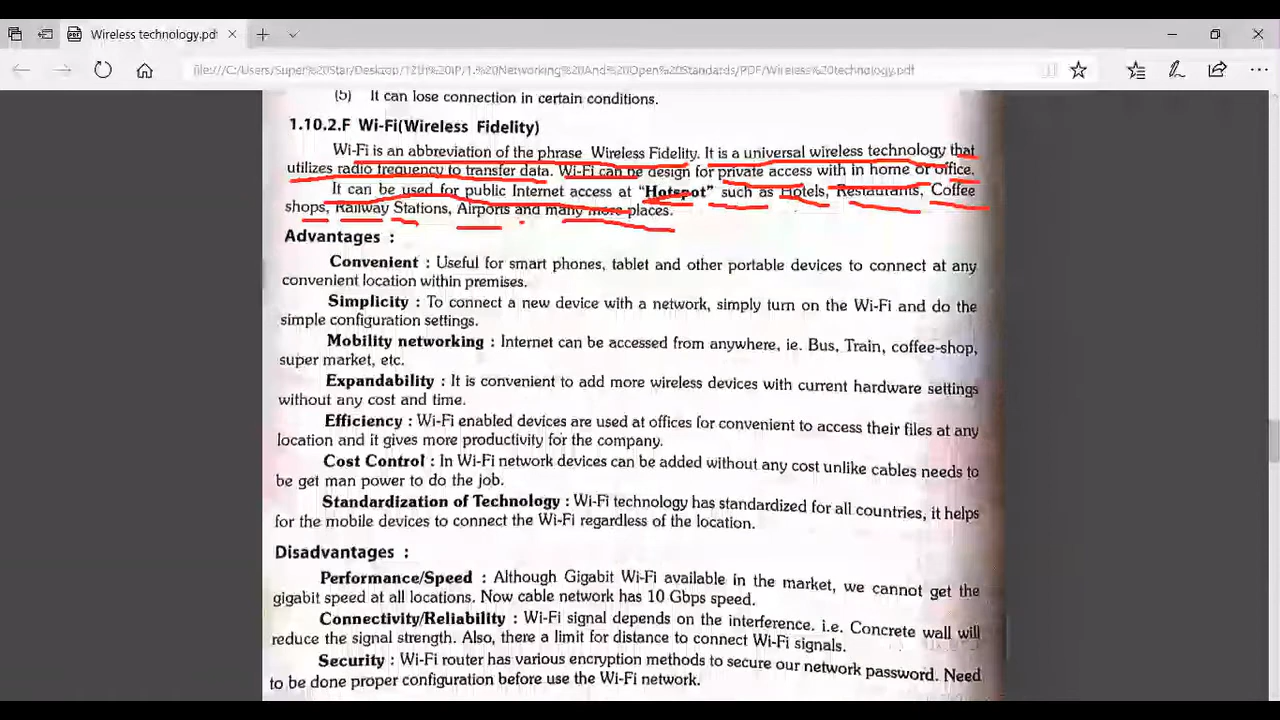 Wireless technology.pdf
file:///C:/Users/Super%20Star/Desktop/12th%20IP/1.%20Networking%20And%20Open%20Standards/PDF/Wireless%20technology.pdf
(5) It can lose connection in certain conditions.
1.10.2.F Wi-Fi(Wireless Fidelity)
Wi-Fi is an abbreviation of the phrase Wireless Fidelity. It is a universal wireless technology that
utilizes radio frequency to transfer data. Wi-Fi can be design for private access with in home or office.
It can be used for public Internet access at “Hotspot” such as Hotels, Restaurants, Coffee
shops, Railway Stations, Airports and many more places.
Advantages :
Convenient : Useful for smart phones, tablet and other portable devices to connect at any
convenient location within premises.
Simplicity : To connect a new device with a network, simply turn on the Wi-Fi and do the
simple configuration settings.
Mobility networking : Internet can be accessed from anywhere, ie. Bus, Train, coffee-shop,
super market, etc.
Expandability : It is convenient to add more wireless devices with current hardware settings
without any cost and time.
Efficiency : Wi-Fi enabled devices are used at offices for convenient to access their files at any
location and it gives more productivity for the company.
Cost Control : In Wi-Fi network devices can be added without any cost unlike cables needs to
be get man power to do the job.
Standardization of Technology : Wi-Fi technology has standardized for all countries, it helps
for the mobile devices to connect the Wi-Fi regardless of the location.
Disadvantages :
Performance/Speed : Although Gigabit Wi-Fi available in the market, we cannot get the
gigabit speed at all locations. Now cable network has 10 Gbps speed.
Connectivity/Reliability : Wi-Fi signal depends on the interference. i.e. Concrete wall will
reduce the signal strength. Also, there a limit for distance to connect Wi-Fi signals.
Security : Wi-Fi router has various encryption methods to secure our network password. Need
to be done proper configuration before use the Wi-Fi network.